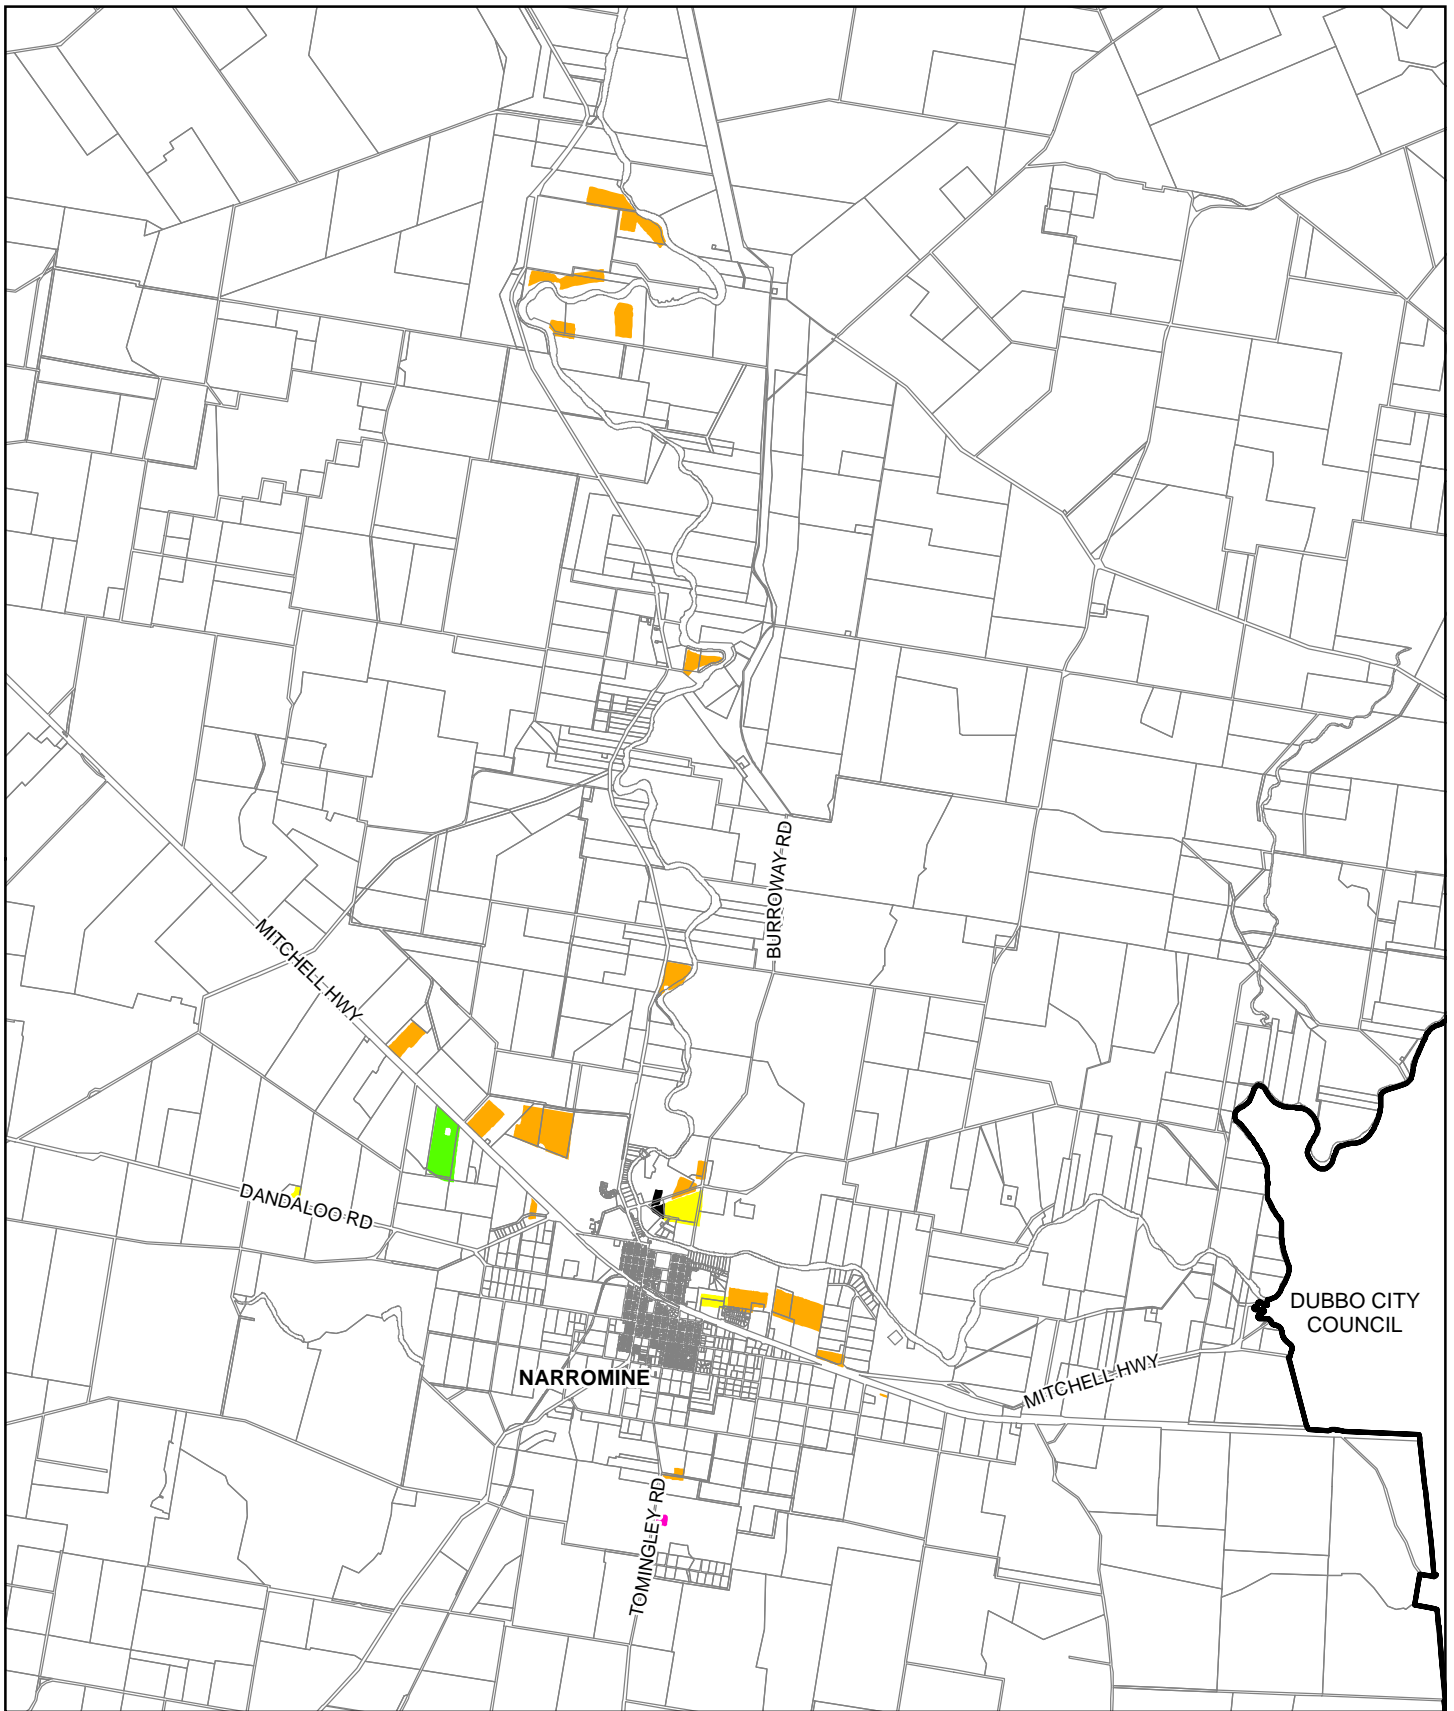 BURROWAY RD
MITCHELL HWY
DANDALOO RD
DUBBO CITY
COUNCIL
MITCHELL HWY
NARROMINE
TOMINGLEY RD